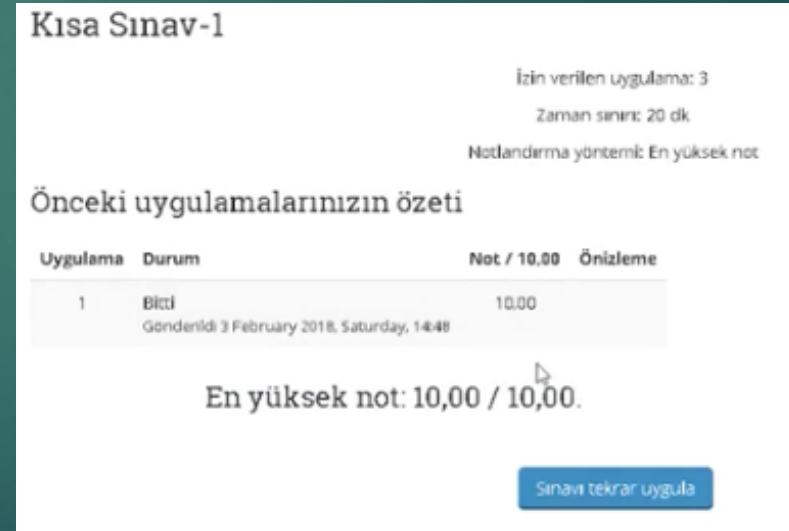 Kısa Sınav-1
İzin verilen uygulama: 3
Zaman sınırı: 20 dk
Notlandırma yöntemi: En yüksek not
Önceki uygulamalarınızın özeti
Uygulama Durum Not / 10,00 Önizleme
1 Bitti 10,00
Gönderildi 3 February 2018, Saturday, 14:48
En yüksek not: 10,00 / 10,00.
Sınavı tekrar uygula